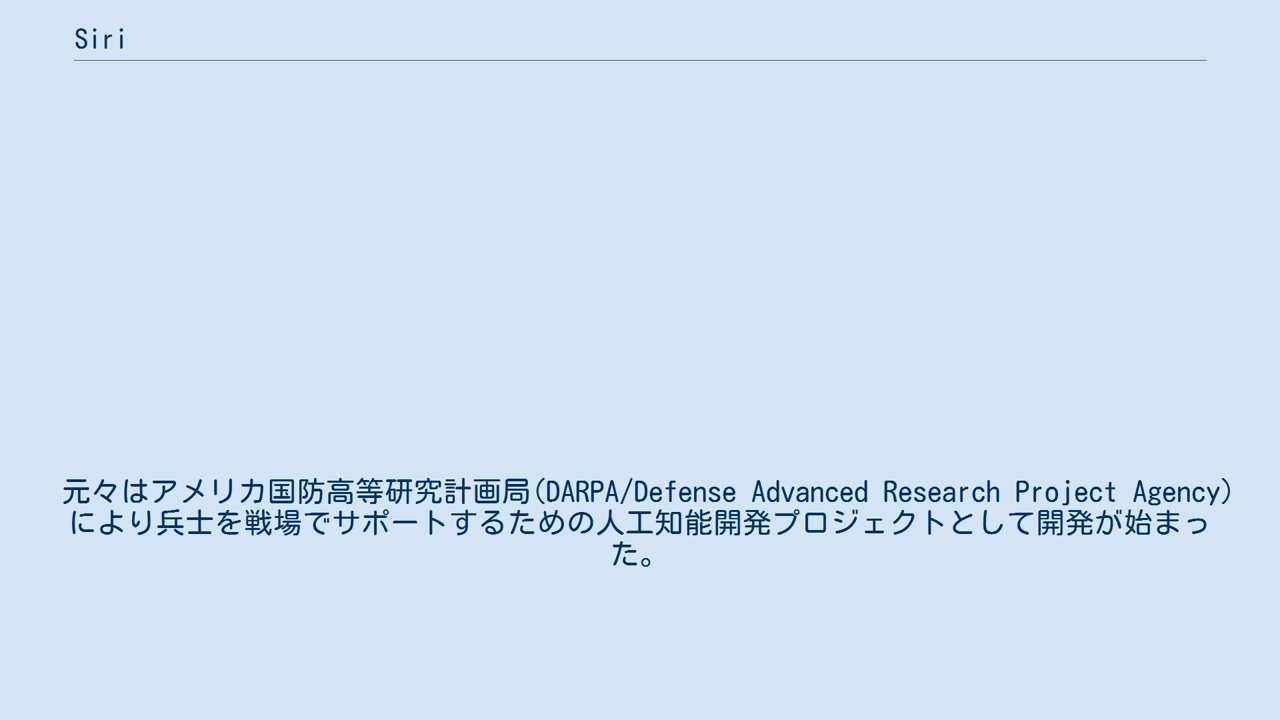 Siri
元々はアメリカ国防高等研究計画局(DARPA/Defense Advanced Research Project Agency)
により兵士を戦場でサポートするための人工知能開発プロジェクトとして開発が始まっ
た。